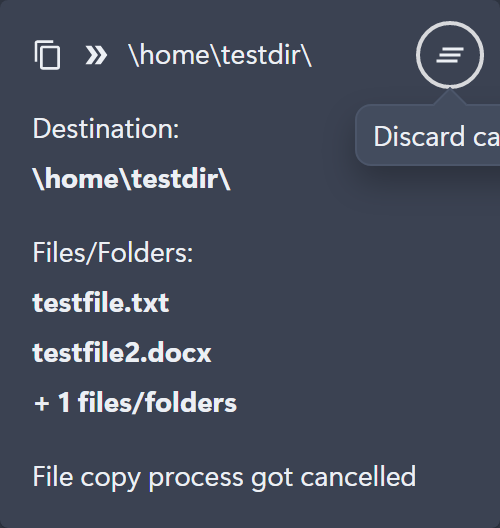 \home\testdir\
Discard ca
Destination:
\home\testdir\
Files/Folders:
testfile.txt
testfile2.docx
+ 1 files/folders
File copy process got cancelled